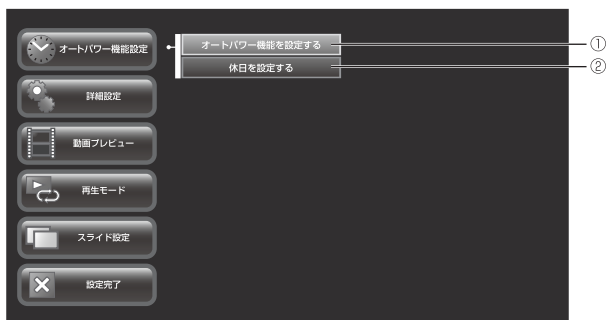 オートパワー機能設定
オートパワー機能を設定する
①
休日を設定する
②
詳細設定
動画プレビュー
再生モード
スライド設定
設定完了